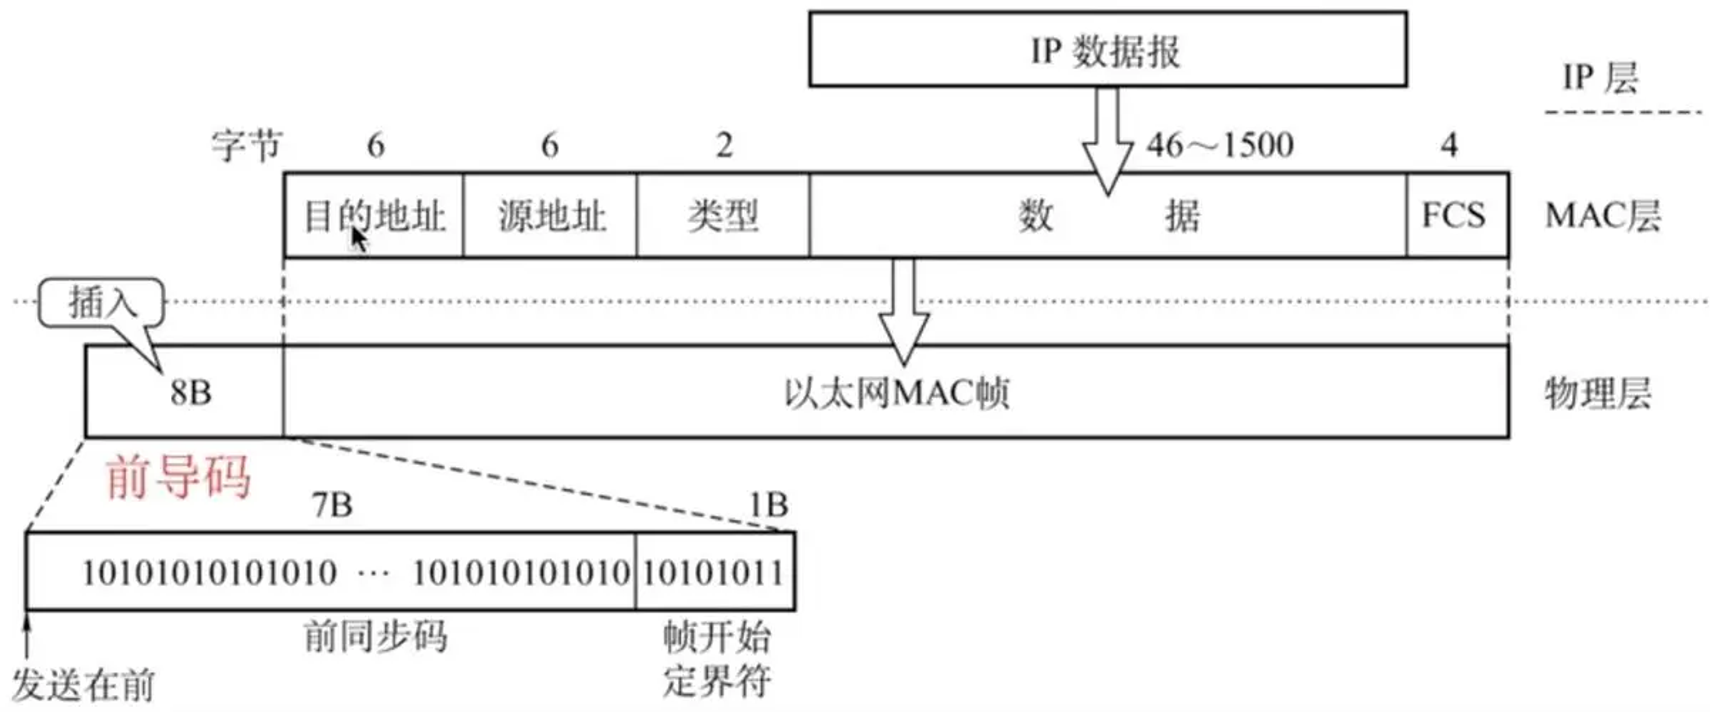 IP 数据报
IP 层
字节 6 6 2 46～1500 4
目的地址 源地址 类型 数 据 FCS MAC层
插入
8B 以太网MAC帧 物理层
前导码
7B 1B
10101010101010 … 101010101010 10101011
前同步码 帧开始
定界符
发送在前